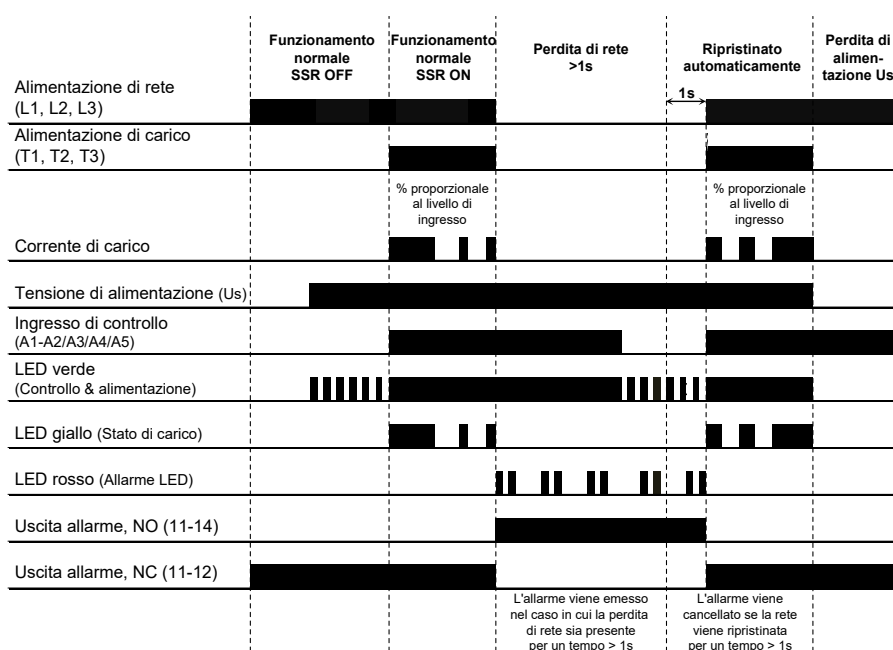 Funzionamento
normale
SSR OFF
Funzionamento
normale
SSR ON
Perdita di rete
>1s
Ripristinato
automaticamente
Perdita di
alimen-
tazione Us
1s
Alimentazione di rete
(L1, L2, L3)
Alimentazione di carico
(T1, T2, T3)
% proporzionale
al livello di
ingresso
% proporzionale
al livello di
ingresso
Corrente di carico
Tensione di alimentazione (Us)
Ingresso di controllo
(A1-A2/A3/A4/A5)
LED verde
(Controllo & alimentazione)
LED giallo (Stato di carico)
LED rosso (Allarme LED)
Uscita allarme, NO (11-14)
Uscita allarme, NC (11-12)
L'allarme viene emesso
nel caso in cui la perdita
di rete sia presente
per un tempo > 1s
L'allarme viene
cancellato se la rete
viene ripristinata
per un tempo > 1s